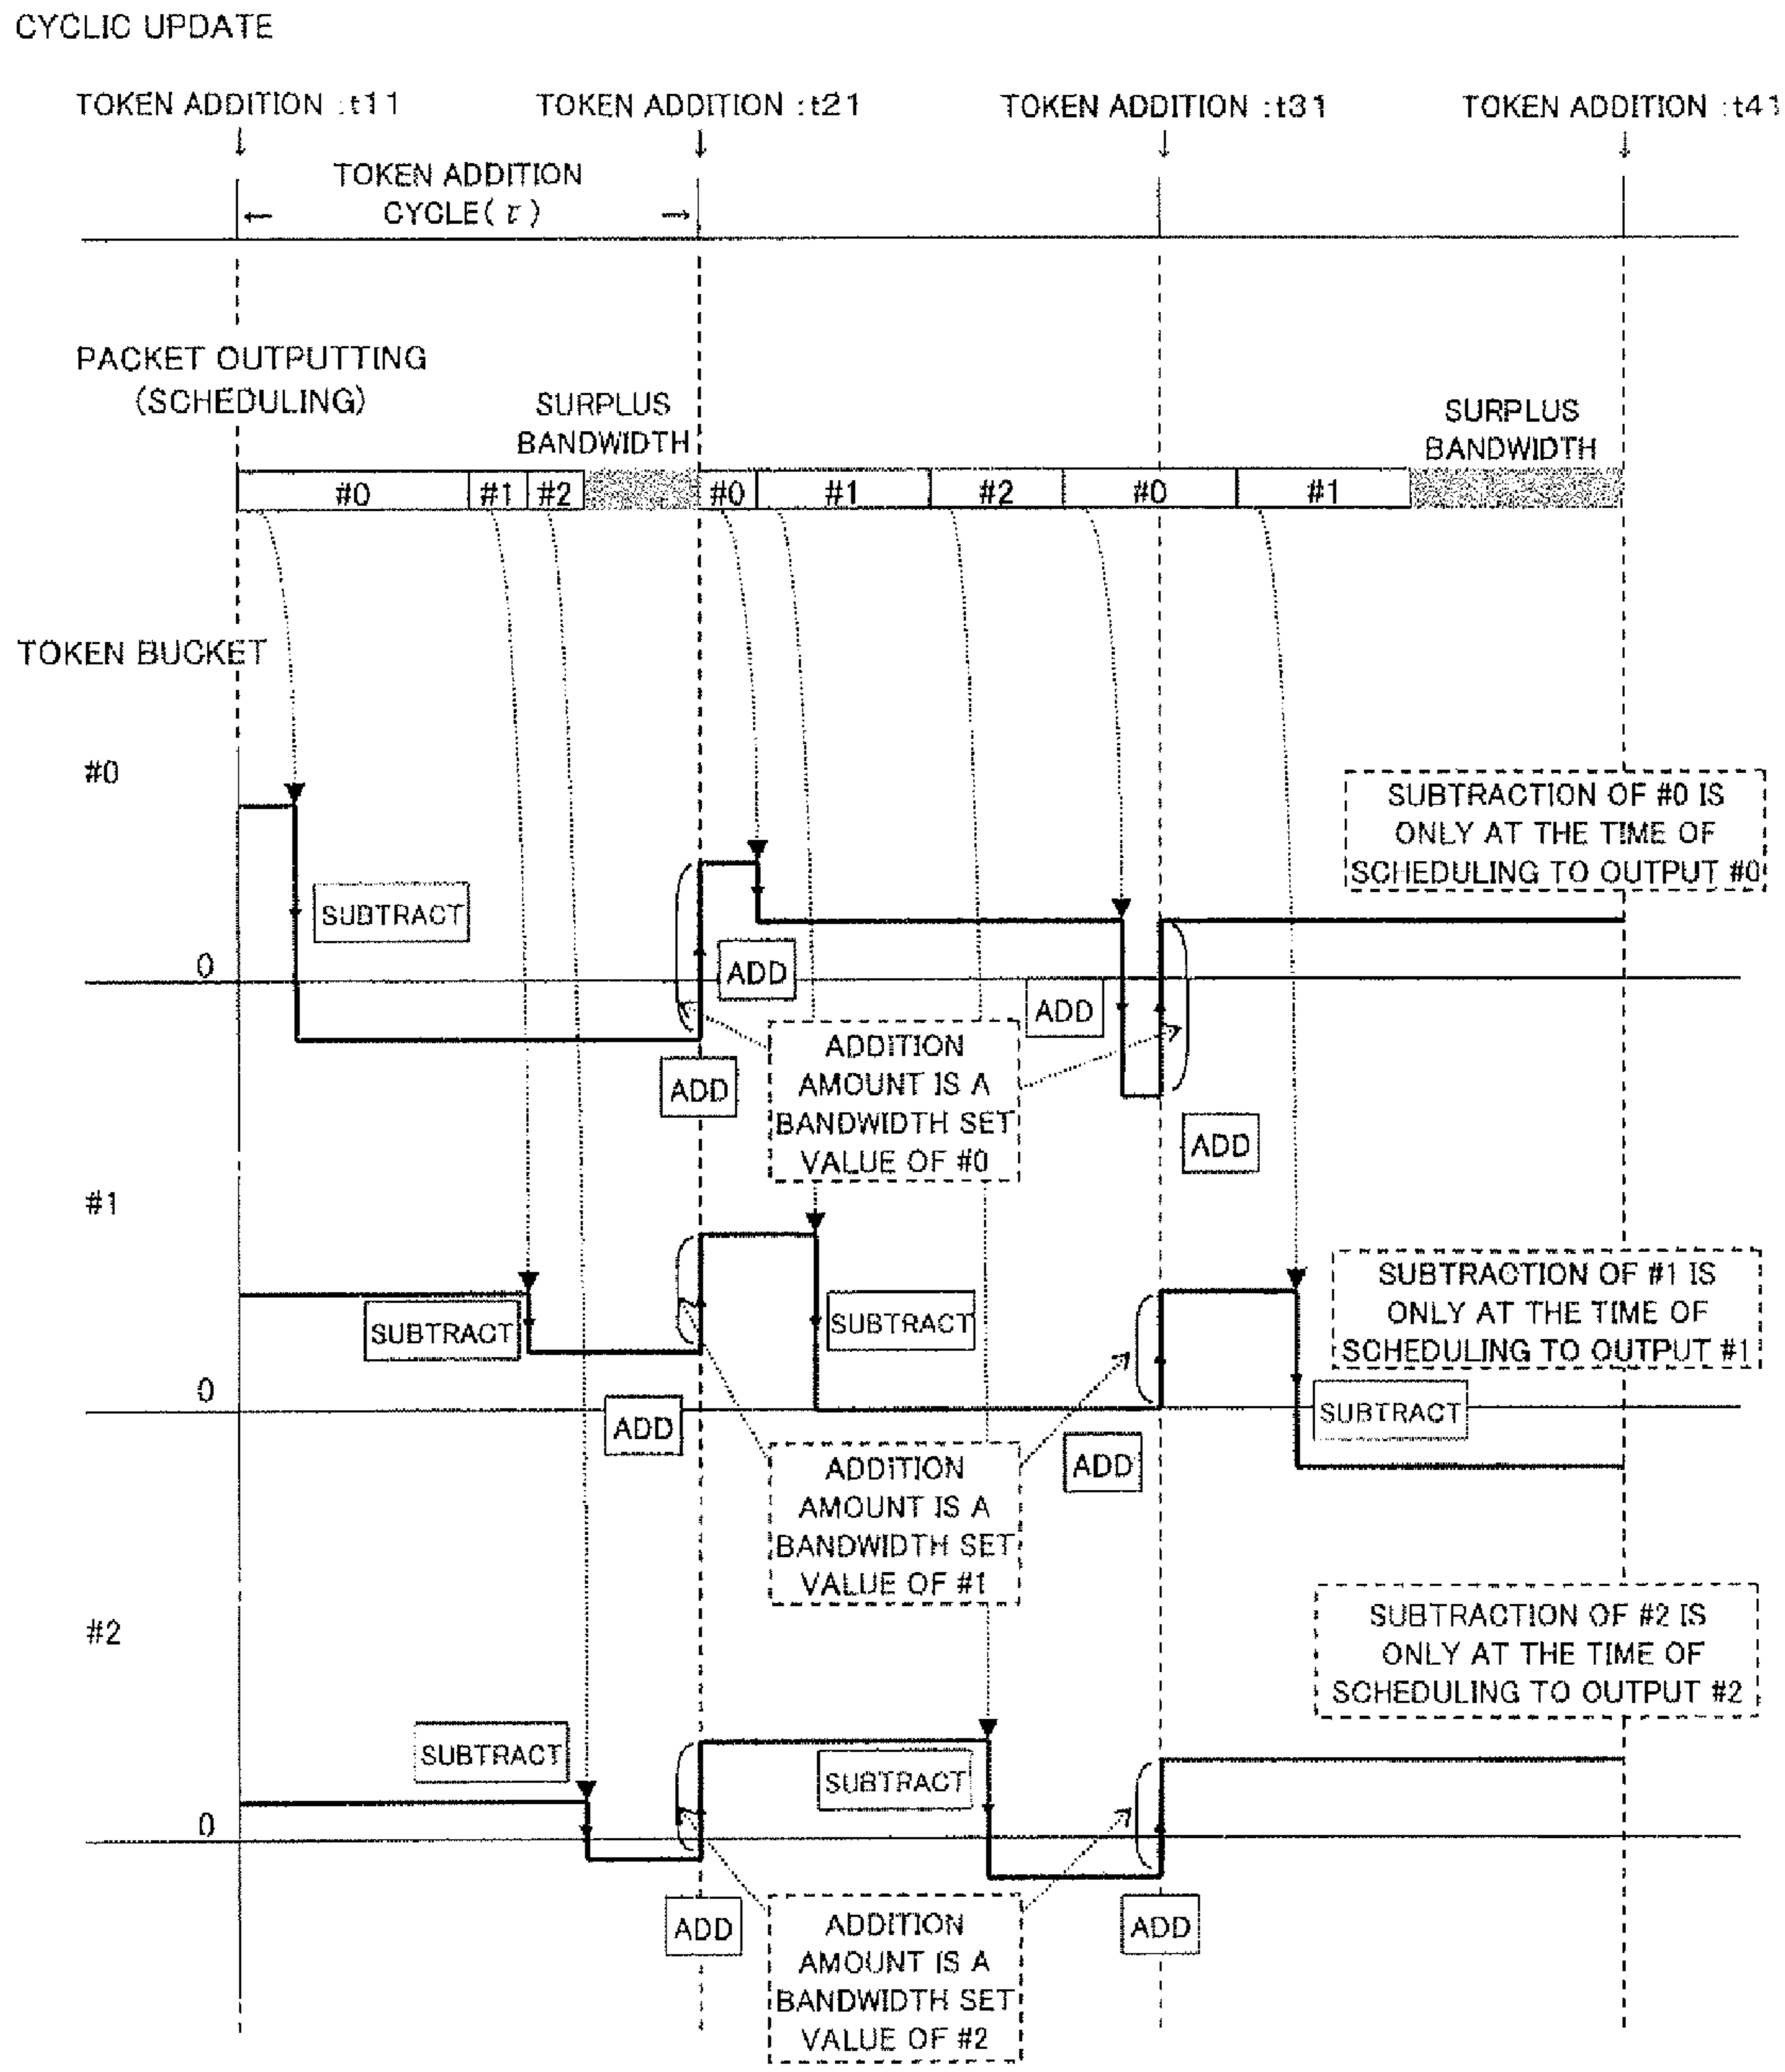 CYCLIC UPDATE
TOKEN ADDITION :t11
TOKEN ADDITION :t21
TOKEN ADDITION :t31
TOKEN ADDITION :t41
TOKEN ADDITION
CYCLE(τ)
PACKET OUTPUTTING
(SCHEDULING)
SURPLUS
BANDWIDTH
SURPLUS
BANDWIDTH
#0
#1
#2
#0
#1
#2
#0
#1
TOKEN BUCKET
#0
SUBTRACTION OF #0 IS
ONLY AT THE TIME OF
SCHEDULING TO OUTPUT #0
SUBTRACT
0
ADD
ADD
ADDITION
AMOUNT IS A
BANDWIDTH SET
VALUE OF #0
ADD
ADD
#1
SUBTRACTION OF #1 IS
ONLY AT THE TIME OF
SCHEDULING TO OUTPUT #1
SUBTRACT
SUBTRACT
0
ADD
SUBTRACT
ADD
ADDITION
AMOUNT IS A
BANDWIDTH SET
VALUE OF #1
#2
SUBTRACTION OF #2 IS
ONLY AT THE TIME OF
SCHEDULING TO OUTPUT #2
SUBTRACT
SUBTRACT
0
ADD
ADD
ADDITION
AMOUNT IS A
BANDWIDTH SET
VALUE OF #2